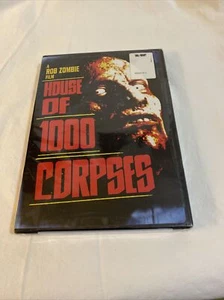 A
ROB ZOMBIE
FILM
HOUSE
OF
1000
CORPSES